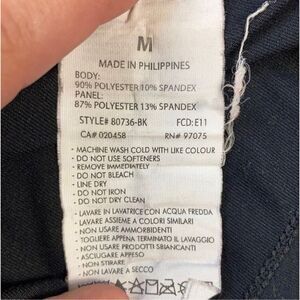 M
MADE IN PHILIPPINES
BODY:
90% POLYESTER 10% SPANDEX
PANEL:
87% POLYESTER 13% SPANDEX
STYLE# 80736-BK FCD: E11
CA# 020458 RN# 97075
- MACHINE WASH COLD WITH LIKE COLOUR
- DO NOT USE SOFTENERS
- REMOVE IMMEDIATELY
- DO NOT BLEACH
- LINE DRY
- DO NOT IRON
- DO NOT DRY CLEAN
- LAVARE IN LAVATRICE CON ACQUA FREDDA
- LAVARE ASSIEME A COLORI SIMILARI
- NON USARE AMMORBIDENTI
- TOGLIERE APPENA TERMINATO IL LAVAGGIO
- NON USARE PRODOTTI SBIANCANTI
- ASCIUGARE APPESO
- NON STIRARE
- NON LAVARE A SECCO